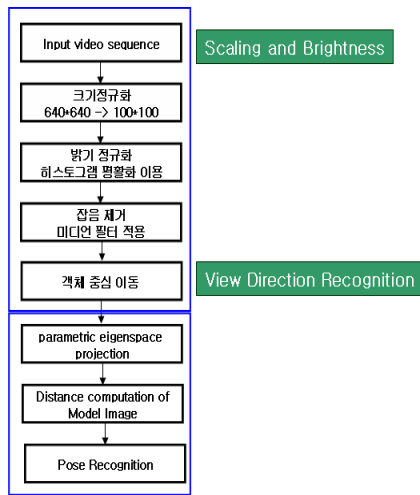 Input video sequence
Scaling and Brightness
크기정규화
640*640 -> 100*100
밝기 정규화
히스토그램 평활화 이용
잡음 제거
미디언 필터 적용
객체 중심 이동
View Direction Recognition
parametric eigenspace
projection
Distance computation of
Model Image
Pose Recognition